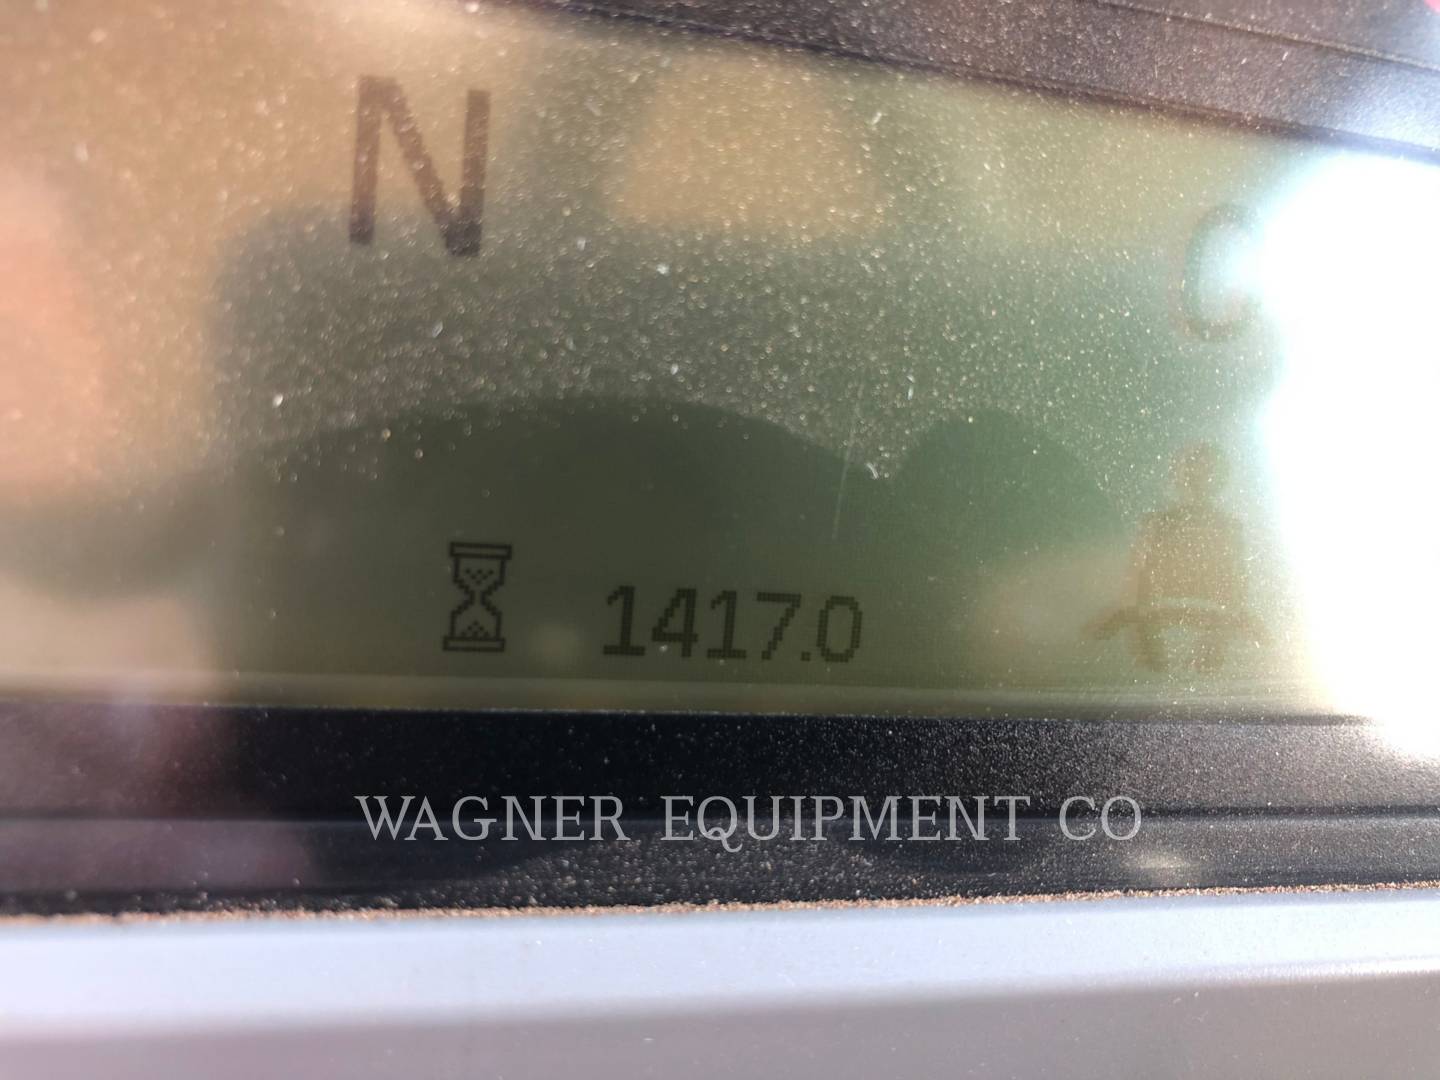 N
1417.0
WAGNER EQUIPMENT CO